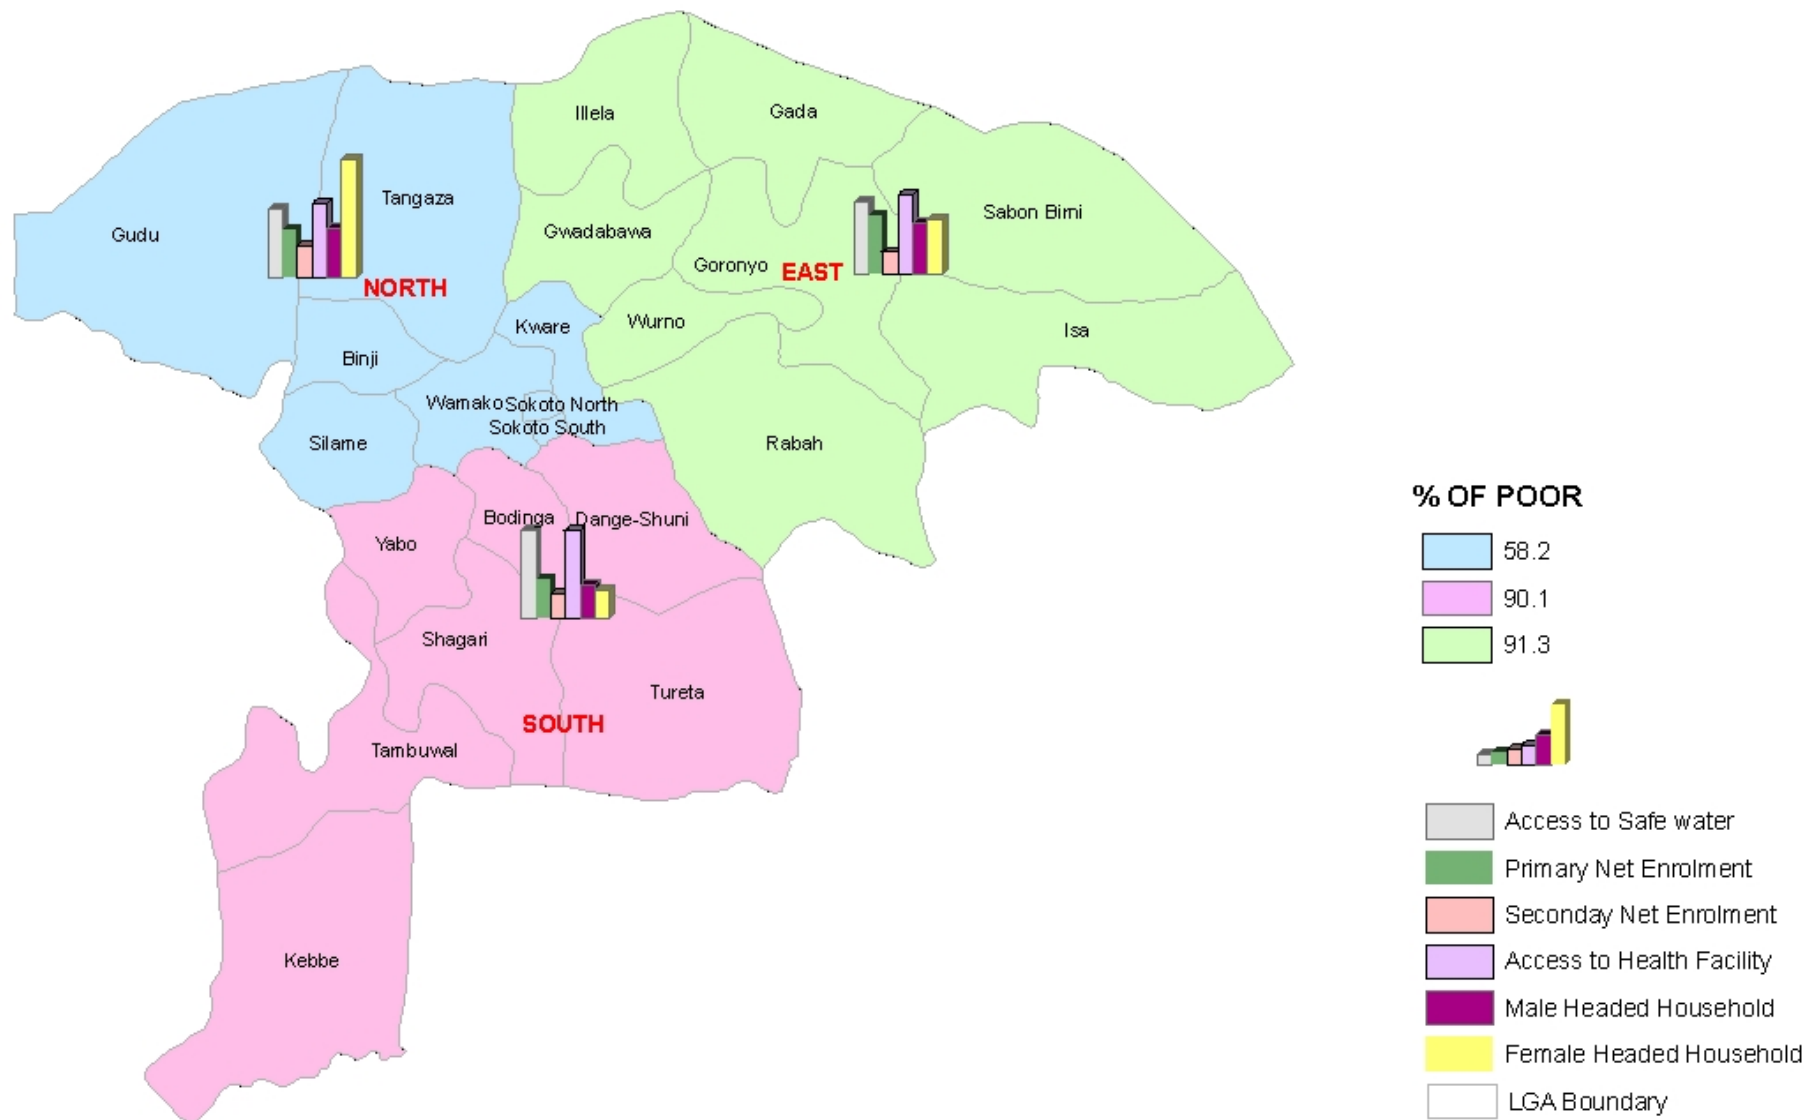 Illela
Gada
Tangaza
Sabon Birni
Gudu
Gwadabawa
Goronyo
EAST
NORTH
Kware
Wurno
Isa
Binji
Wamako
Sokoto North
Sokoto South
Silame
Rabah
Bodinga
Dange-Shuni
Yabo
Shagari
Tureta
SOUTH
Tambuwal
Kebbe
% OF POOR
58.2
90.1
91.3
Access to Safe water
Primary Net Enrolment
Seconday Net Enrolment
Access to Health Facility
Male Headed Household
Female Headed Household
LGA Boundary